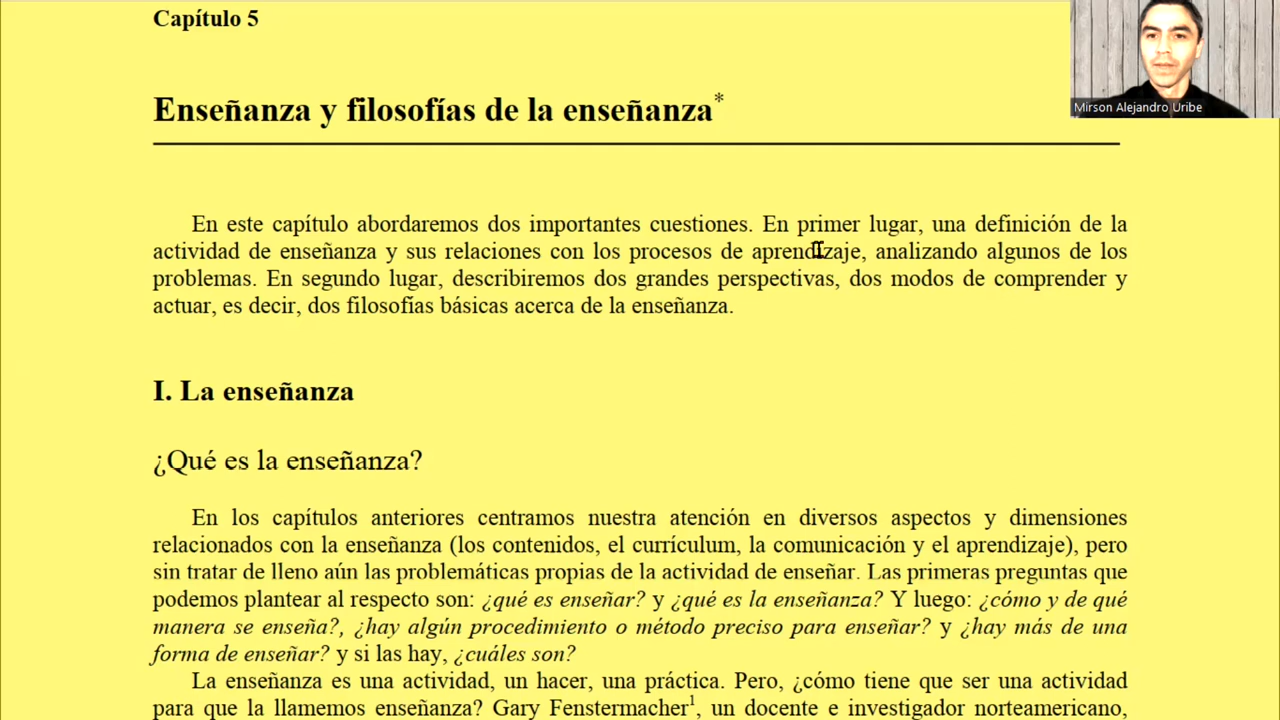 Capítulo 5
Mirson Alejandro Uribe
Enseñanza y filosofías de la enseñanza*
En este capítulo abordaremos dos importantes cuestiones. En primer lugar, una definición de la
actividad de enseñanza y sus relaciones con los procesos de aprendizaje, analizando algunos de los
problemas. En segundo lugar, describiremos dos grandes perspectivas, dos modos de comprender y
actuar, es decir, dos filosofías básicas acerca de la enseñanza.
I. La enseñanza
¿Qué es la enseñanza?
En los capítulos anteriores centramos nuestra atención en diversos aspectos y dimensiones
relacionados con la enseñanza (los contenidos, el currículum, la comunicación y el aprendizaje), pero
sin tratar de lleno aún las problemáticas propias de la actividad de enseñar. Las primeras preguntas que
podemos plantear al respecto son: ¿qué es enseñar? y ¿qué es la enseñanza? Y luego: ¿cómo y de qué
manera se enseña?, ¿hay algún procedimiento o método preciso para enseñar? y ¿hay más de una
forma de enseñar? y si las hay, ¿cuáles son?
La enseñanza es una actividad, un hacer, una práctica. Pero, ¿cómo tiene que ser una actividad
para que la llamemos enseñanza? Gary Fenstermacher1, un docente e investigador norteamericano,